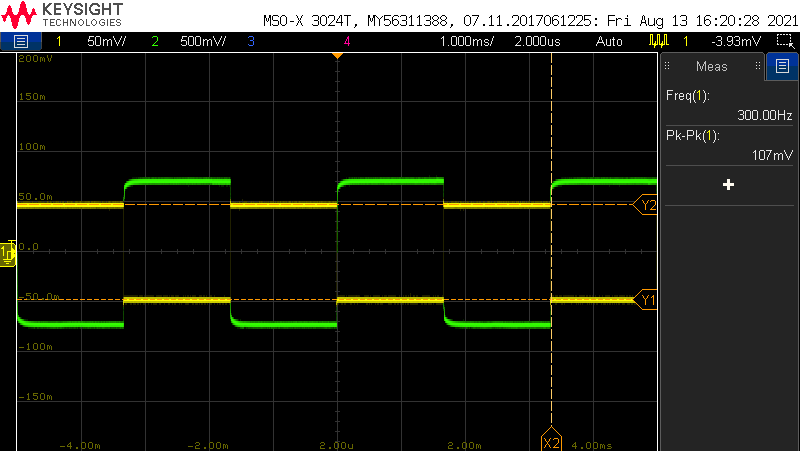 KEYSIGHT
TECHNOLOGIES
MSO-X 3024T, MY56311388, 07.11.2017061225: Fri Aug 13 16:20:28 2021
1 50mV/ 2 500mV/ 3 4 1.000ms/ 2.000us Auto 1 -3.93mV
200mV
150m
100m
50.0m
0.0
-50.0m
-100m
-150m
-4.00m -2.00m 2.00u 2.00m 4.00ms
1
Y2
Y1
X2
Meas
Freq(1):
300.00Hz
Pk-Pk(1):
107mV
+